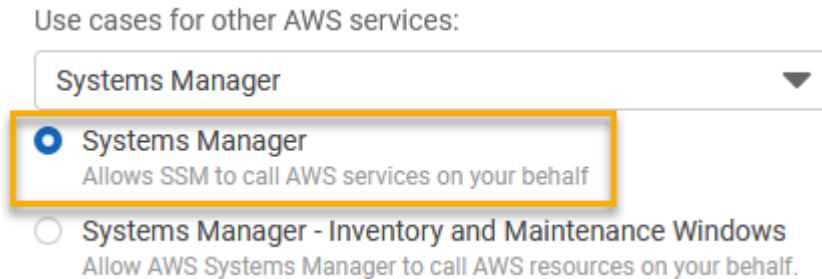 Use cases for other AWS services:
Systems Manager
Systems Manager
Allows SSM to call AWS services on your behalf
Systems Manager - Inventory and Maintenance Windows
Allow AWS Systems Manager to call AWS resources on your behalf.